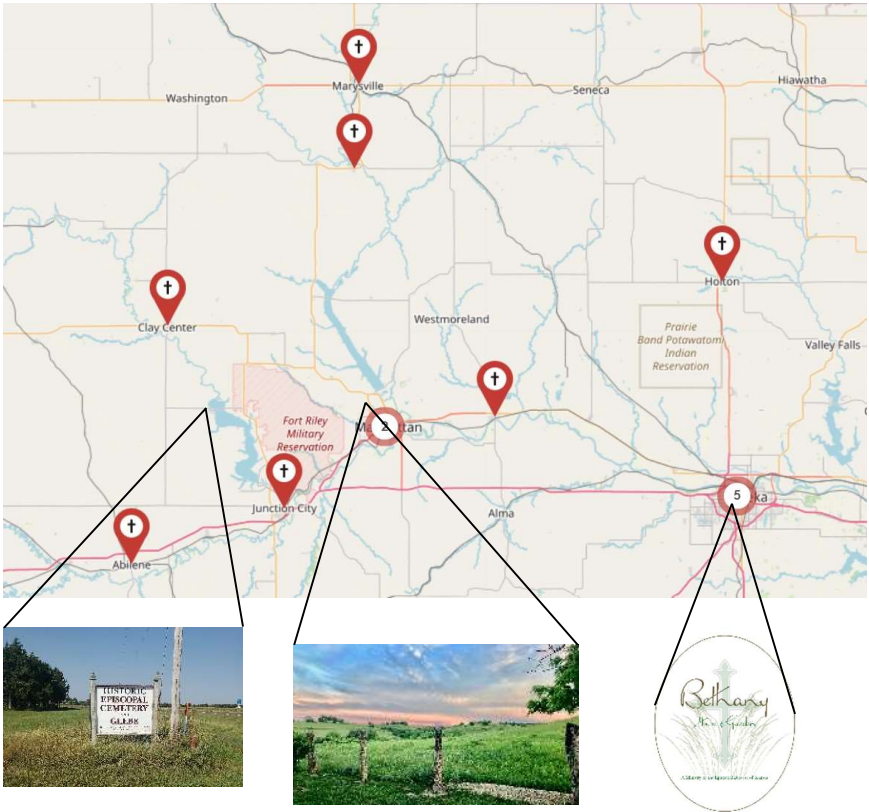 Marysville
Washington
Seneca
Hiawatha
Holton
Clay Center
Westmoreland
Prairie
Band Potawatomi
Indian
Reservation
Valley Falls
Fort Riley
Military
Reservation
2
5
Junction City
Alma
Abilene
HISTORIC
EPISCOPAL
CEMETERY
GLEBE
Bethany